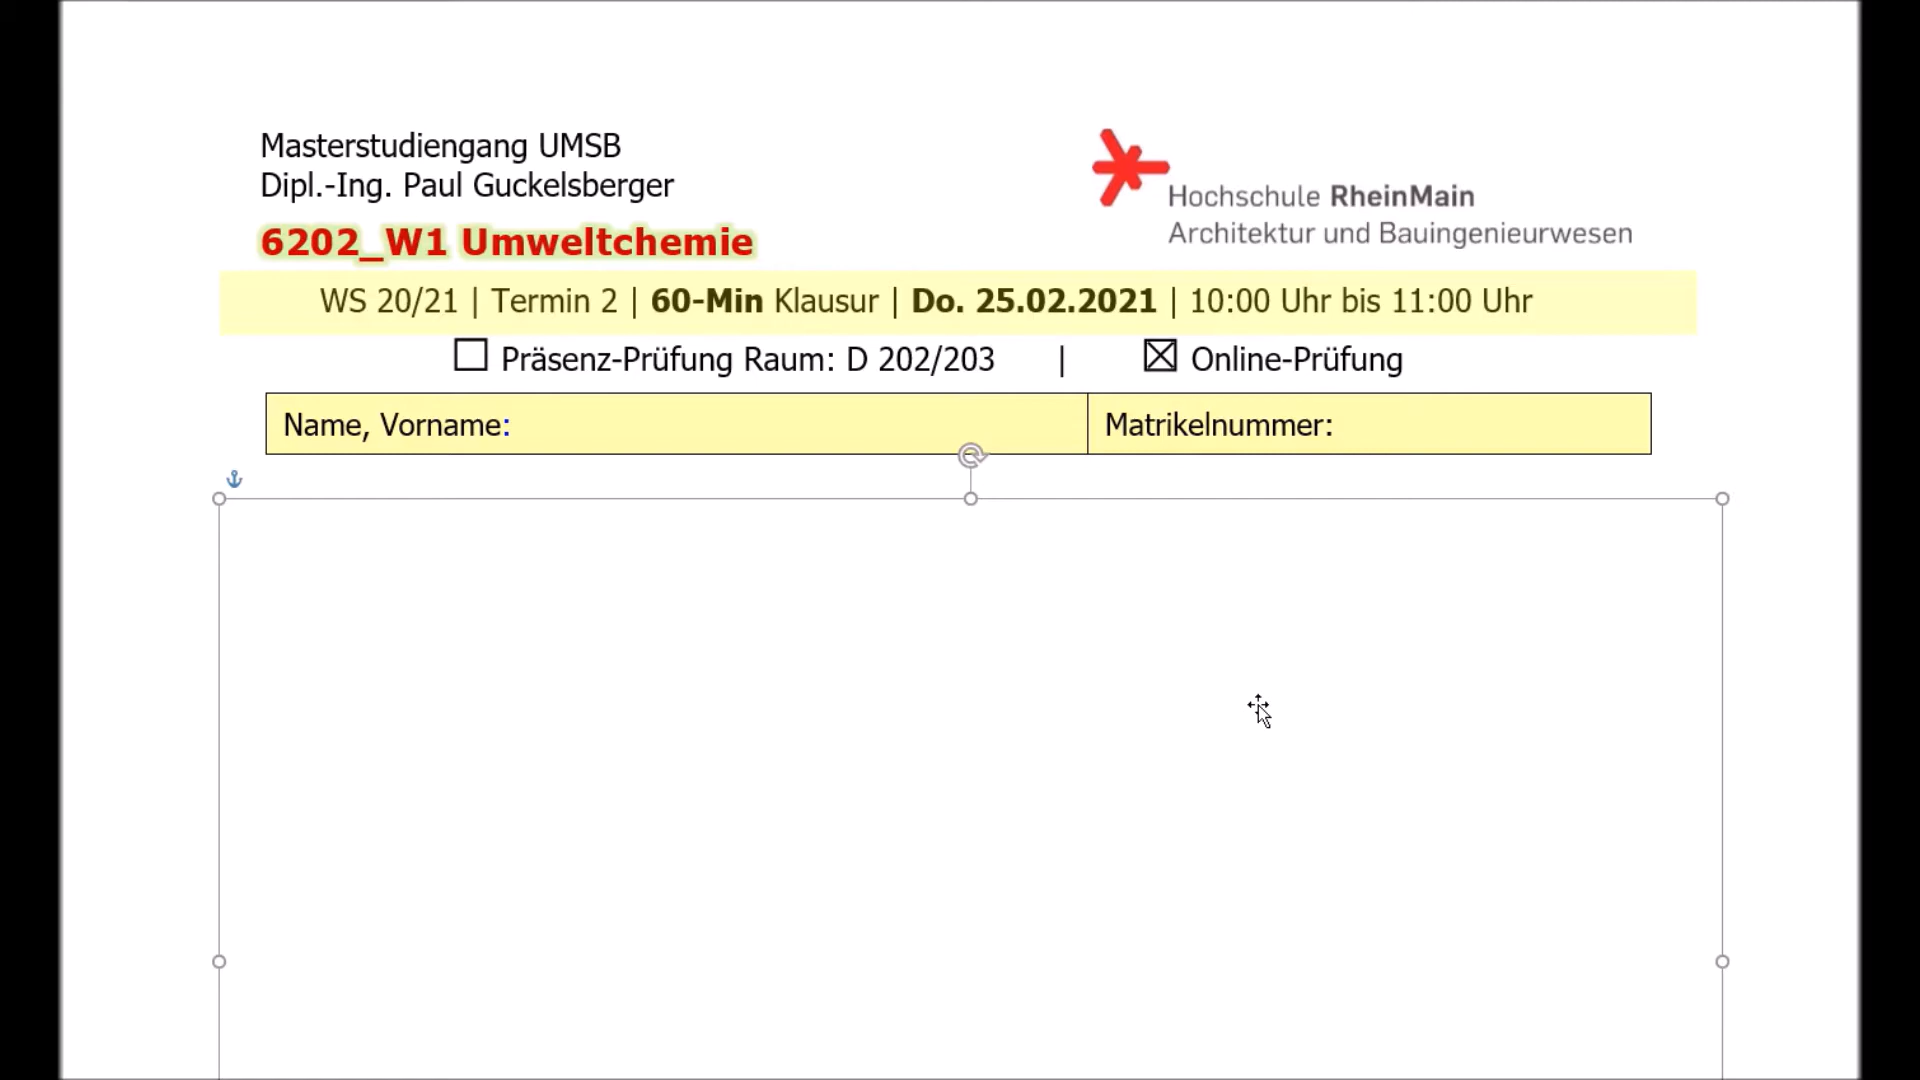 Masterstudiengang UMSB
Dipl.-Ing. Paul Guckelsberger
6202_W1 Umweltchemie
Hochschule RheinMain
Architektur und Bauingenieurwesen
WS 20/21 | Termin 2 | 60-Min Klausur | Do. 25.02.2021 | 10:00 Uhr bis 11:00 Uhr
☐ Präsenz-Prüfung Raum: D 202/203 | ☒ Online-Prüfung
Name, Vorname: Matrikelnummer: